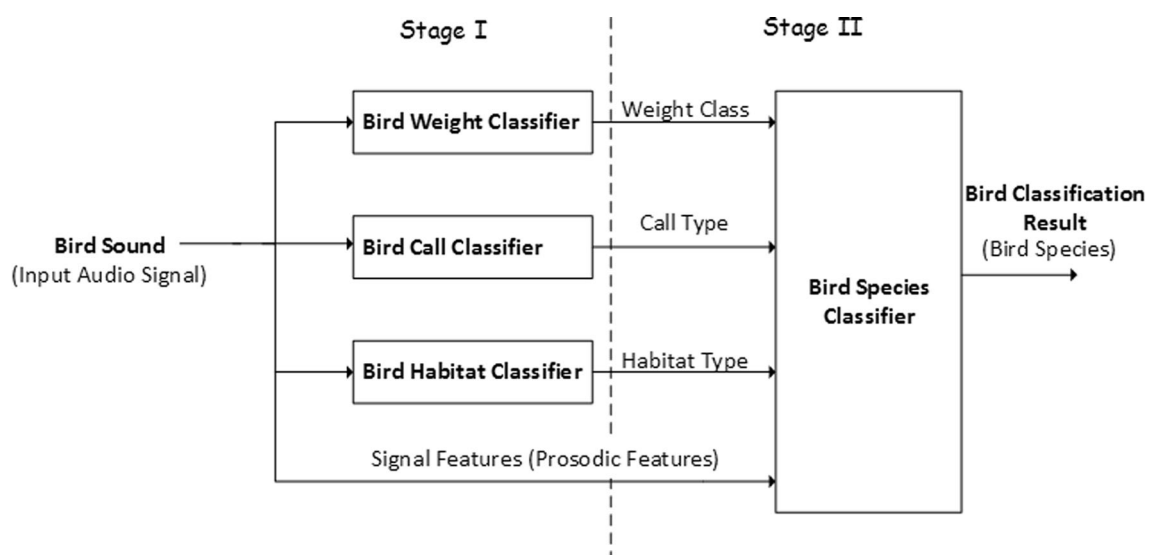 Stage I
Stage II
Bird Weight Classifier
Weight Class
Bird Sound
(Input Audio Signal)
Bird Call Classifier
Call Type
Bird Habitat Classifier
Habitat Type
Signal Features (Prosodic Features)
Bird Species
Classifier
Bird Classification
Result
(Bird Species)